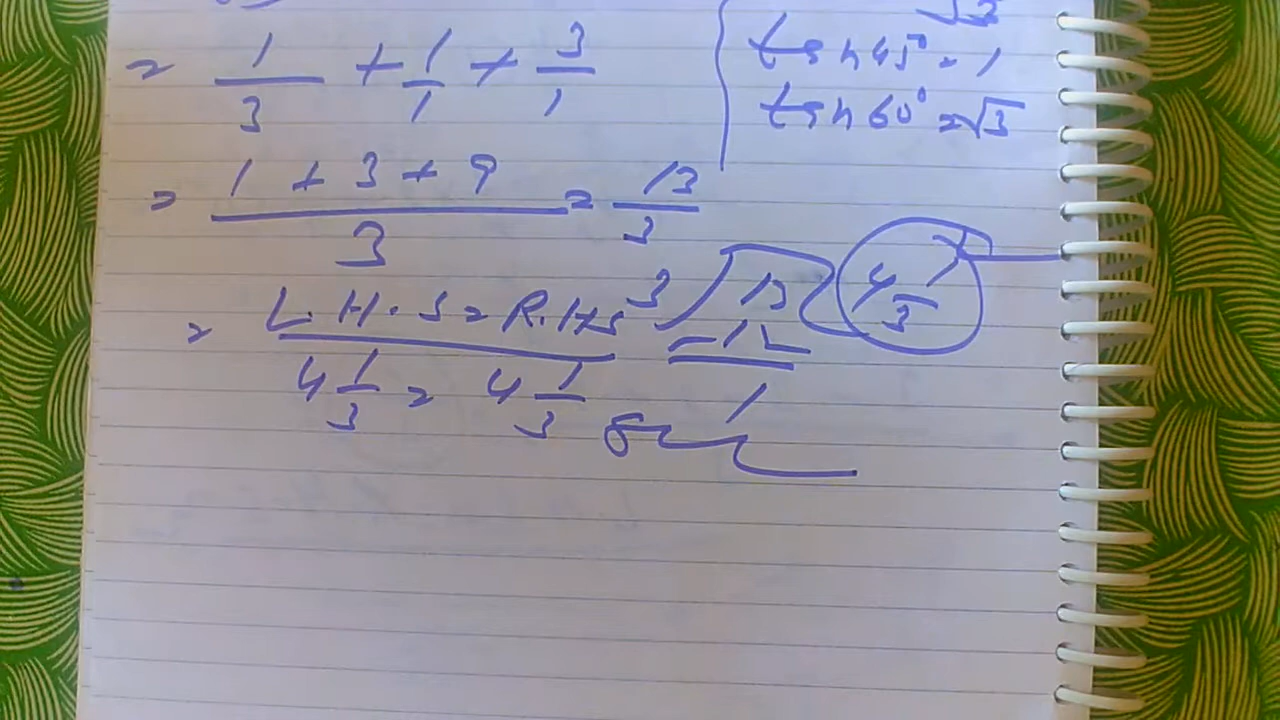 = 1/3 + 1/1 + 3/1
= 1 + 3 + 9 / 3 = 13/3
= L.H.S = R.H.S
4 1/3 = 4 1/3
3 ) 13 ( 4 1/3
- 12
1
tan 45° = 1
tan 60° = √3